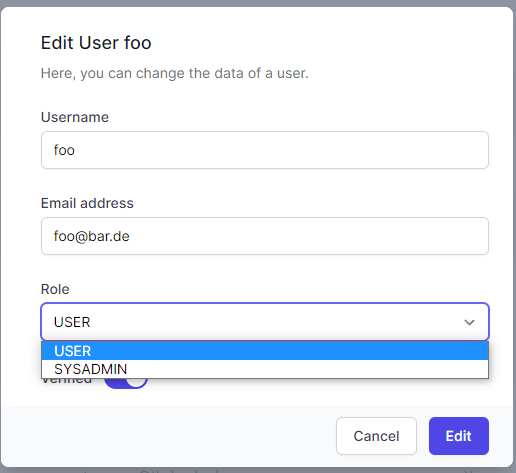 Edit User foo
Here, you can change the data of a user.
Username
foo
Email address
foo@bar.de
Role
USER
USER
SYSADMIN
Verified
Cancel
Edit